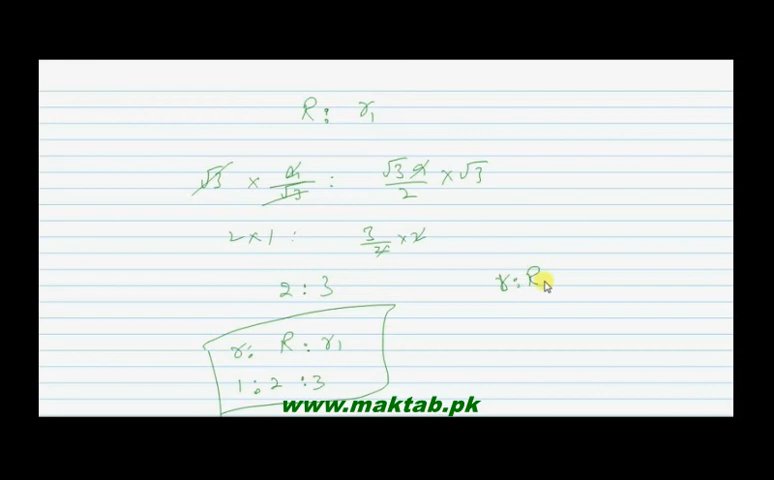 R : r₁
√3 × a/√3 : √3a/2 × √3
2 × 1 : 3/2 × 2
2 : 3
r : R
r : R : r₁
1 : 2 : 3
www.maktab.pk